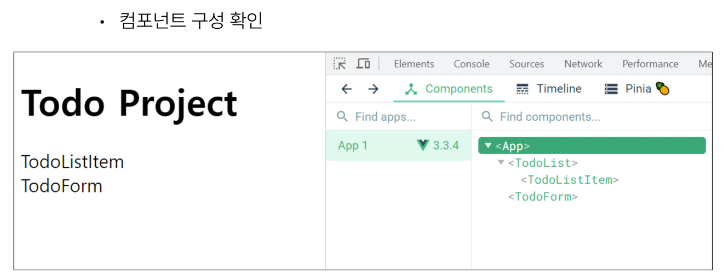 • 컴포넌트 구성 확인
Todo Project
TodoListItem
TodoForm
Elements Console Sources Network Performance Me
Components Timeline Pinia
Find apps... Find components...
App 1 3.3.4
<App>
<TodoList>
<TodoListItem>
<TodoForm>